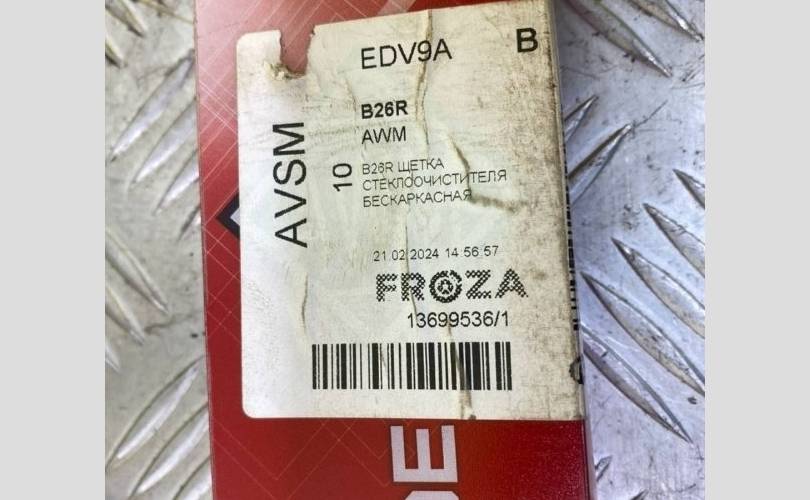 EDV9A B
B26R
AWM
AVSM
10
B26R ЩЕТКА
СТЕКЛООЧИСТИТЕЛЯ
БЕСКАРКАСНАЯ
21.02.2024 14:56:57
FROZA
13699536/1